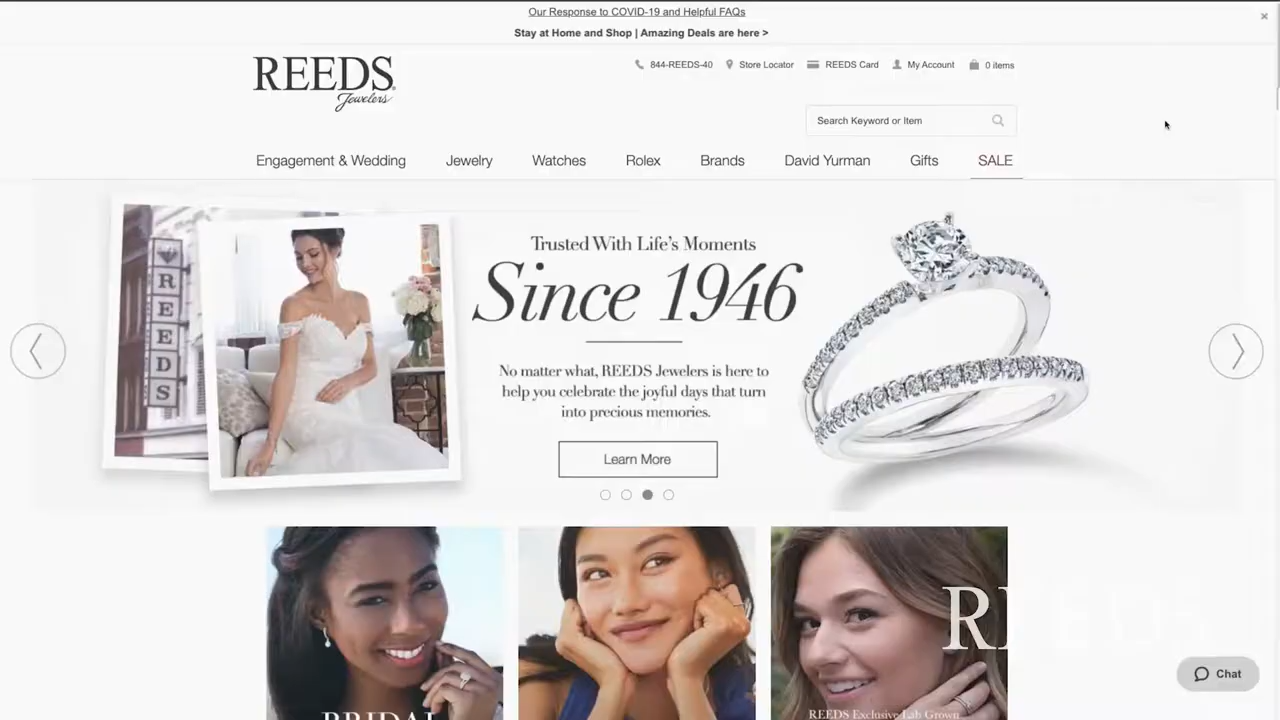 Our Response to COVID-19 and Helpful FAQs
Stay at Home and Shop | Amazing Deals are here >
REEDS
Jewelers
844-REEDS-40 Store Locator REEDS Card My Account 0 items
Search Keyword or Item
Engagement & Wedding Jewelry Watches Rolex Brands David Yurman Gifts SALE
REEDS
Trusted With Life's Moments
Since 1946
No matter what, REEDS Jewelers is here to
help you celebrate the joyful days that turn
into precious memories.
Learn More
REEDS
Chat
BRIDAL
REEDS Exclusive Lab Grown